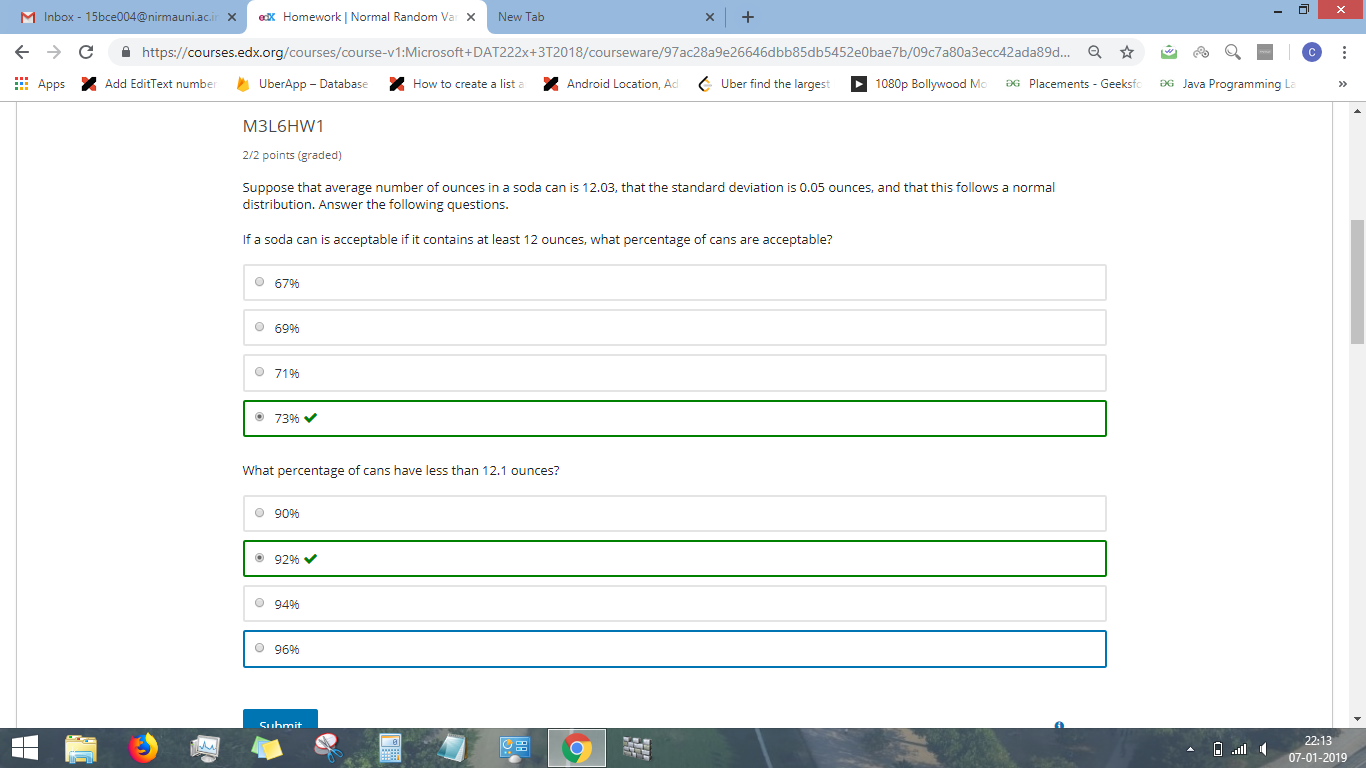 Inbox - 15bce004@nirmauni.ac.in
edX Homework | Normal Random Var
New Tab
https://courses.edx.org/courses/course-v1:Microsoft+DAT222x+3T2018/courseware/97ac28a9e26646dbb85db5452e0bae7b/09c7a80a3ecc42ada89d...
C
Apps Add EditText number UberApp – Database How to create a list a Android Location, Ad Uber find the largest 1080p Bollywood Mo Placements - Geeksfo Java Programming La »
M3L6HW1
2/2 points (graded)
Suppose that average number of ounces in a soda can is 12.03, that the standard deviation is 0.05 ounces, and that this follows a normal
distribution. Answer the following questions.
If a soda can is acceptable if it contains at least 12 ounces, what percentage of cans are acceptable?
67%
69%
71%
73%
What percentage of cans have less than 12.1 ounces?
90%
92%
94%
96%
Submit
22:13
07-01-2019